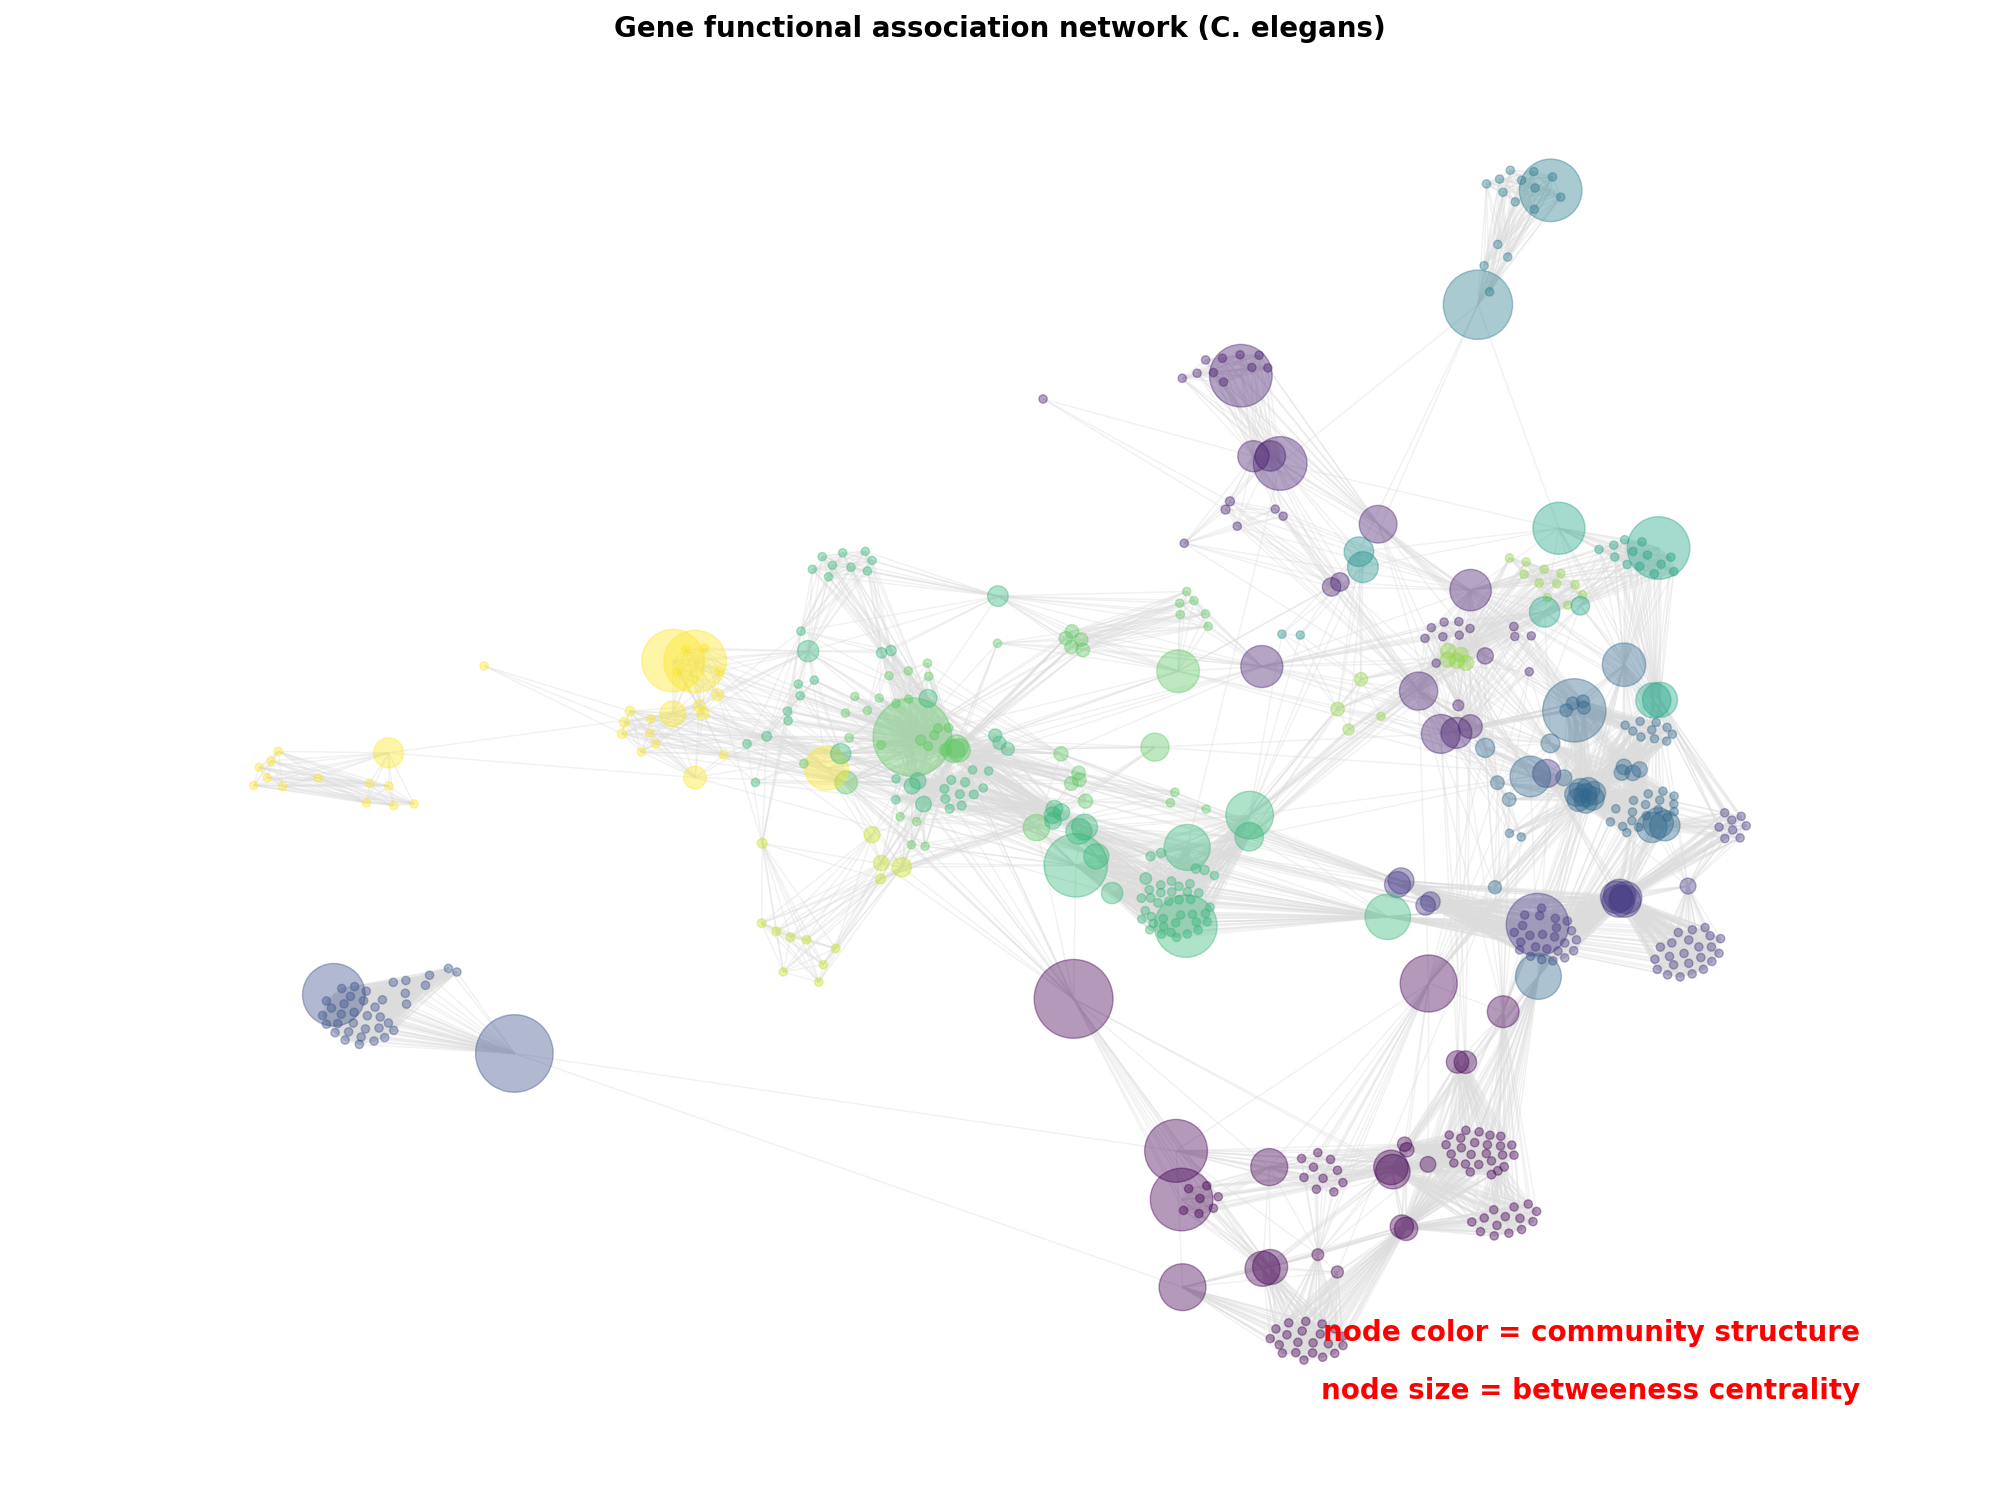 Gene functional association network (C. elegans)
node color = community structure
node size = betweeness centrality